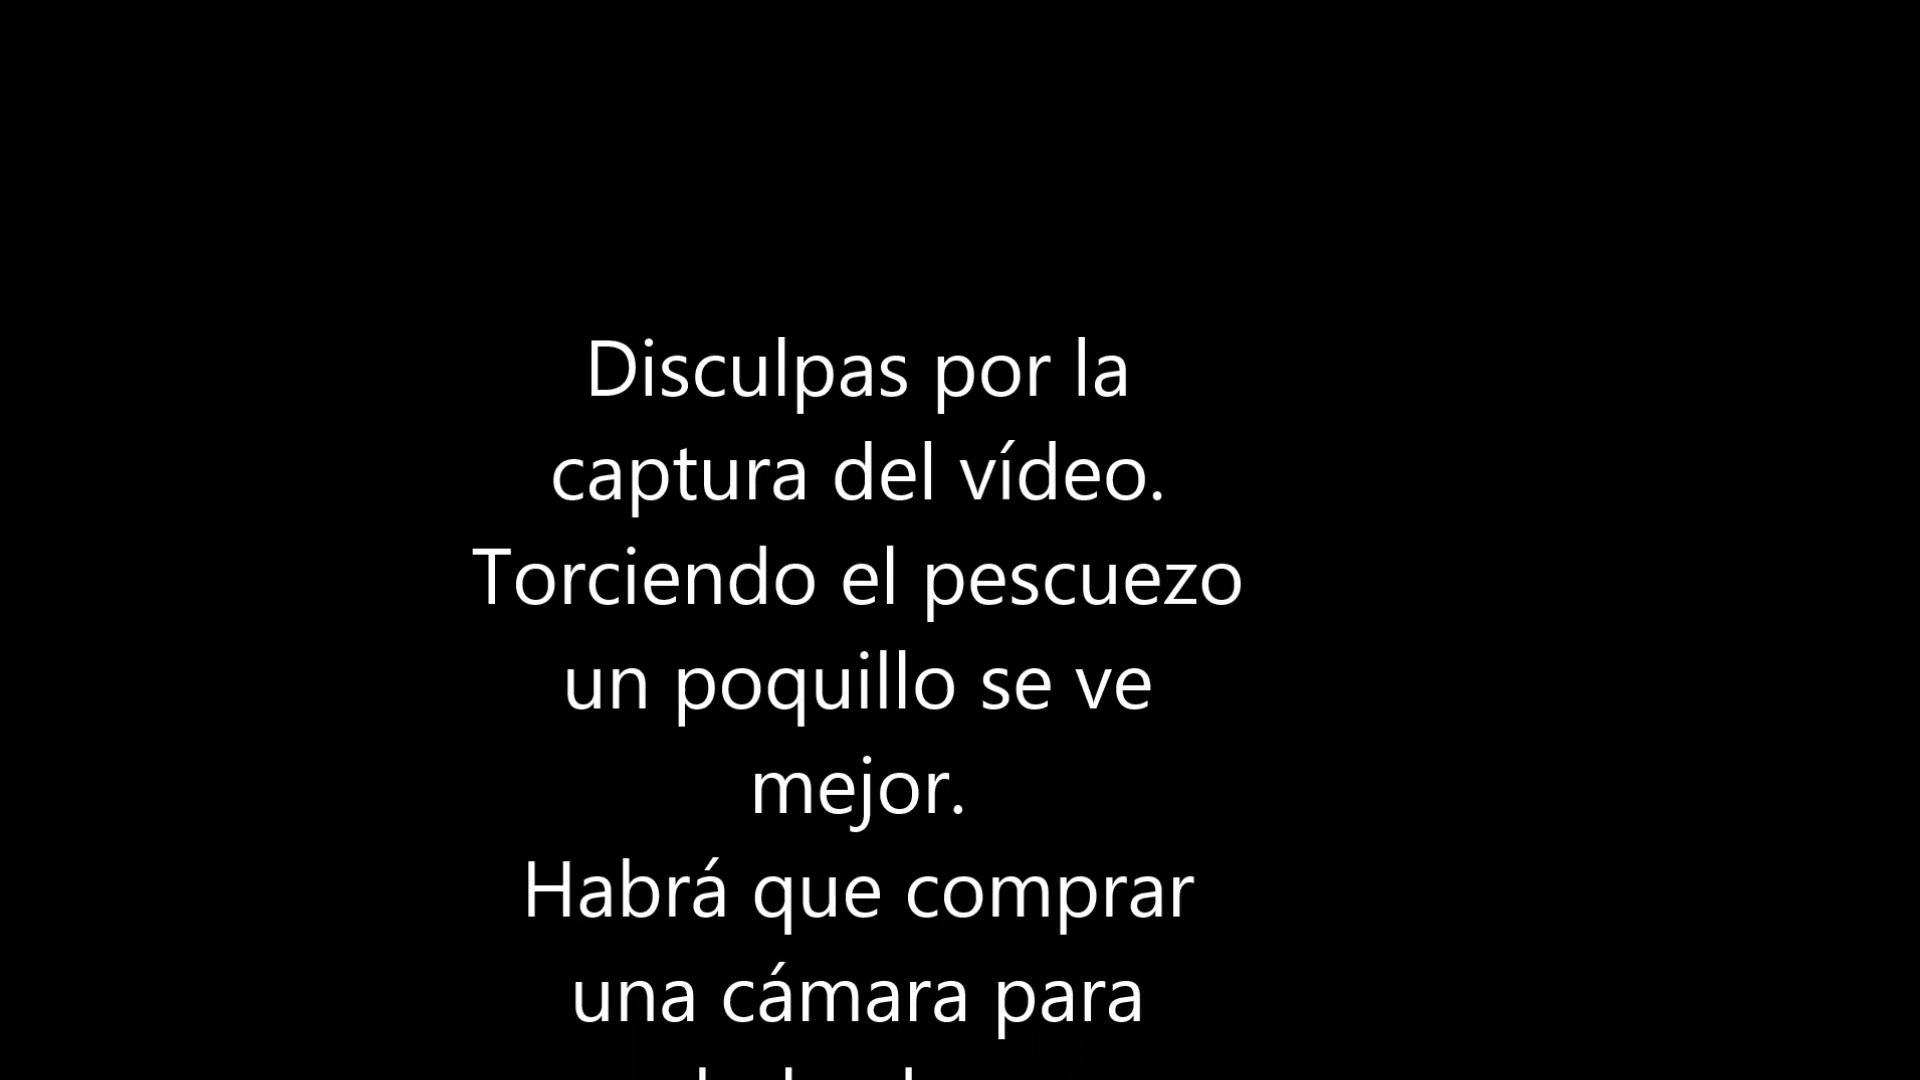 Disculpas por la
captura del vídeo.
Torciendo el pescuezo
un poquillo se ve
mejor.
Habrá que comprar
una cámara para